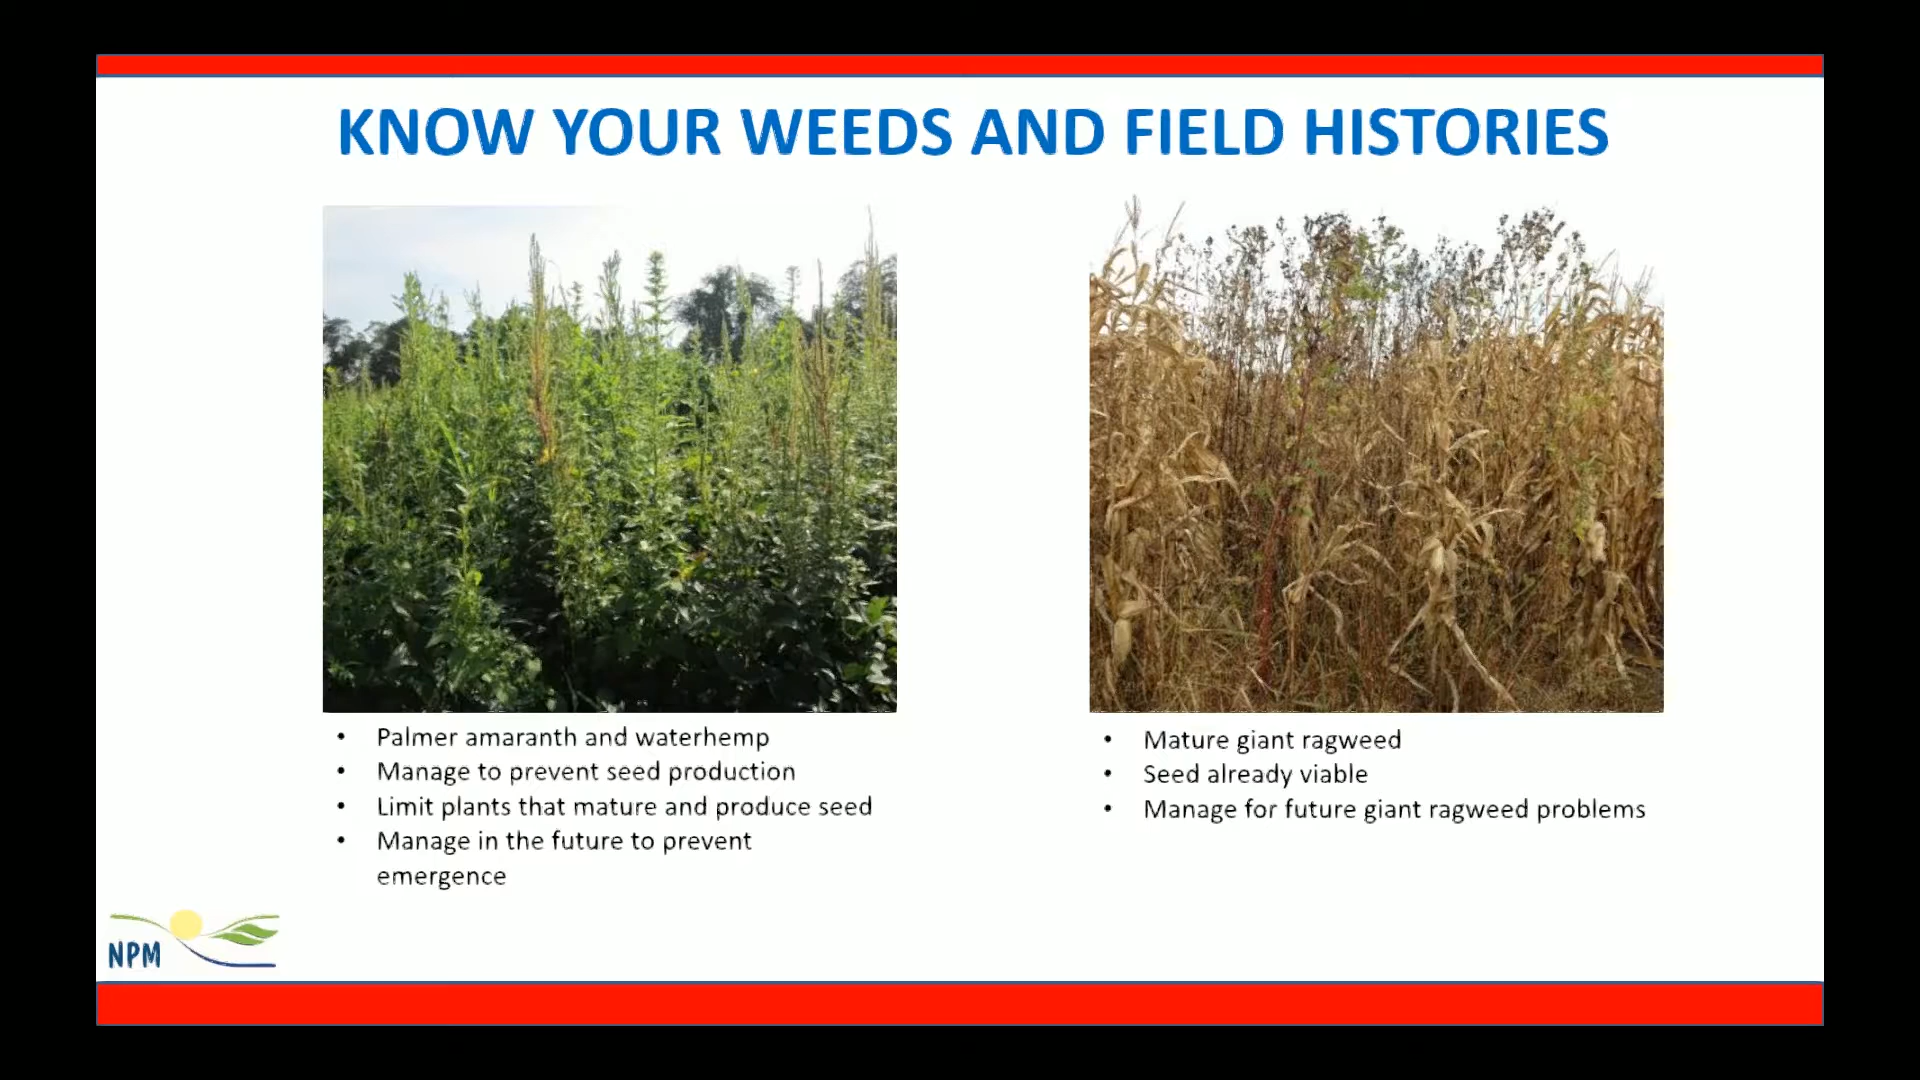 KNOW YOUR WEEDS AND FIELD HISTORIES
• Palmer amaranth and waterhemp
• Manage to prevent seed production
• Limit plants that mature and produce seed
• Manage in the future to prevent
emergence
• Mature giant ragweed
• Seed already viable
• Manage for future giant ragweed problems
NPM